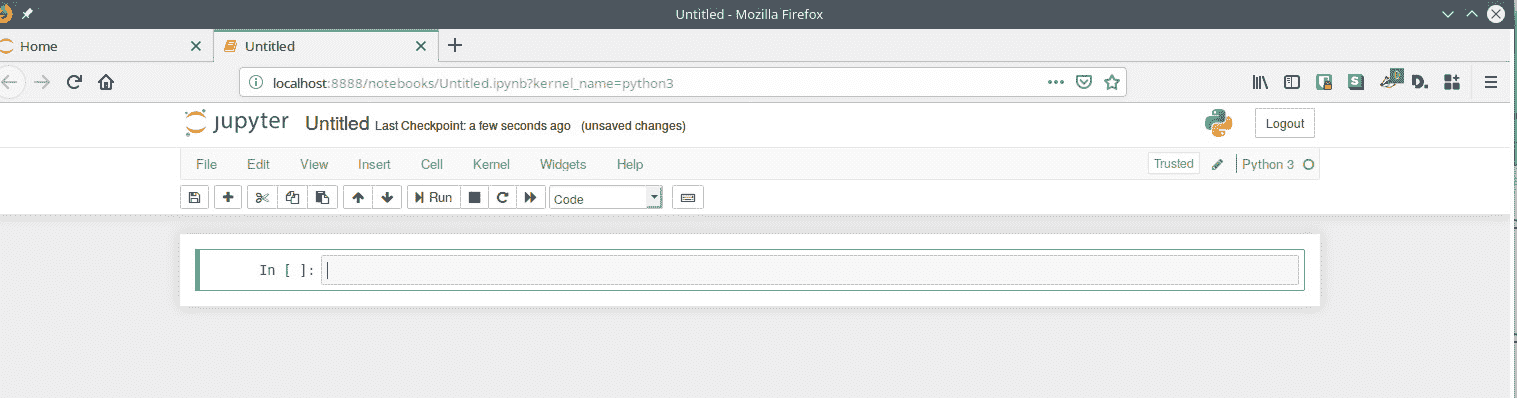 Untitled - Mozilla Firefox
Home Untitled
localhost:8888/notebooks/Untitled.ipynb?kernel_name=python3
jupyter Untitled Last Checkpoint: a few seconds ago (unsaved changes) Logout
File Edit View Insert Cell Kernel Widgets Help Trusted Python 3
Run Code
In [ ]: